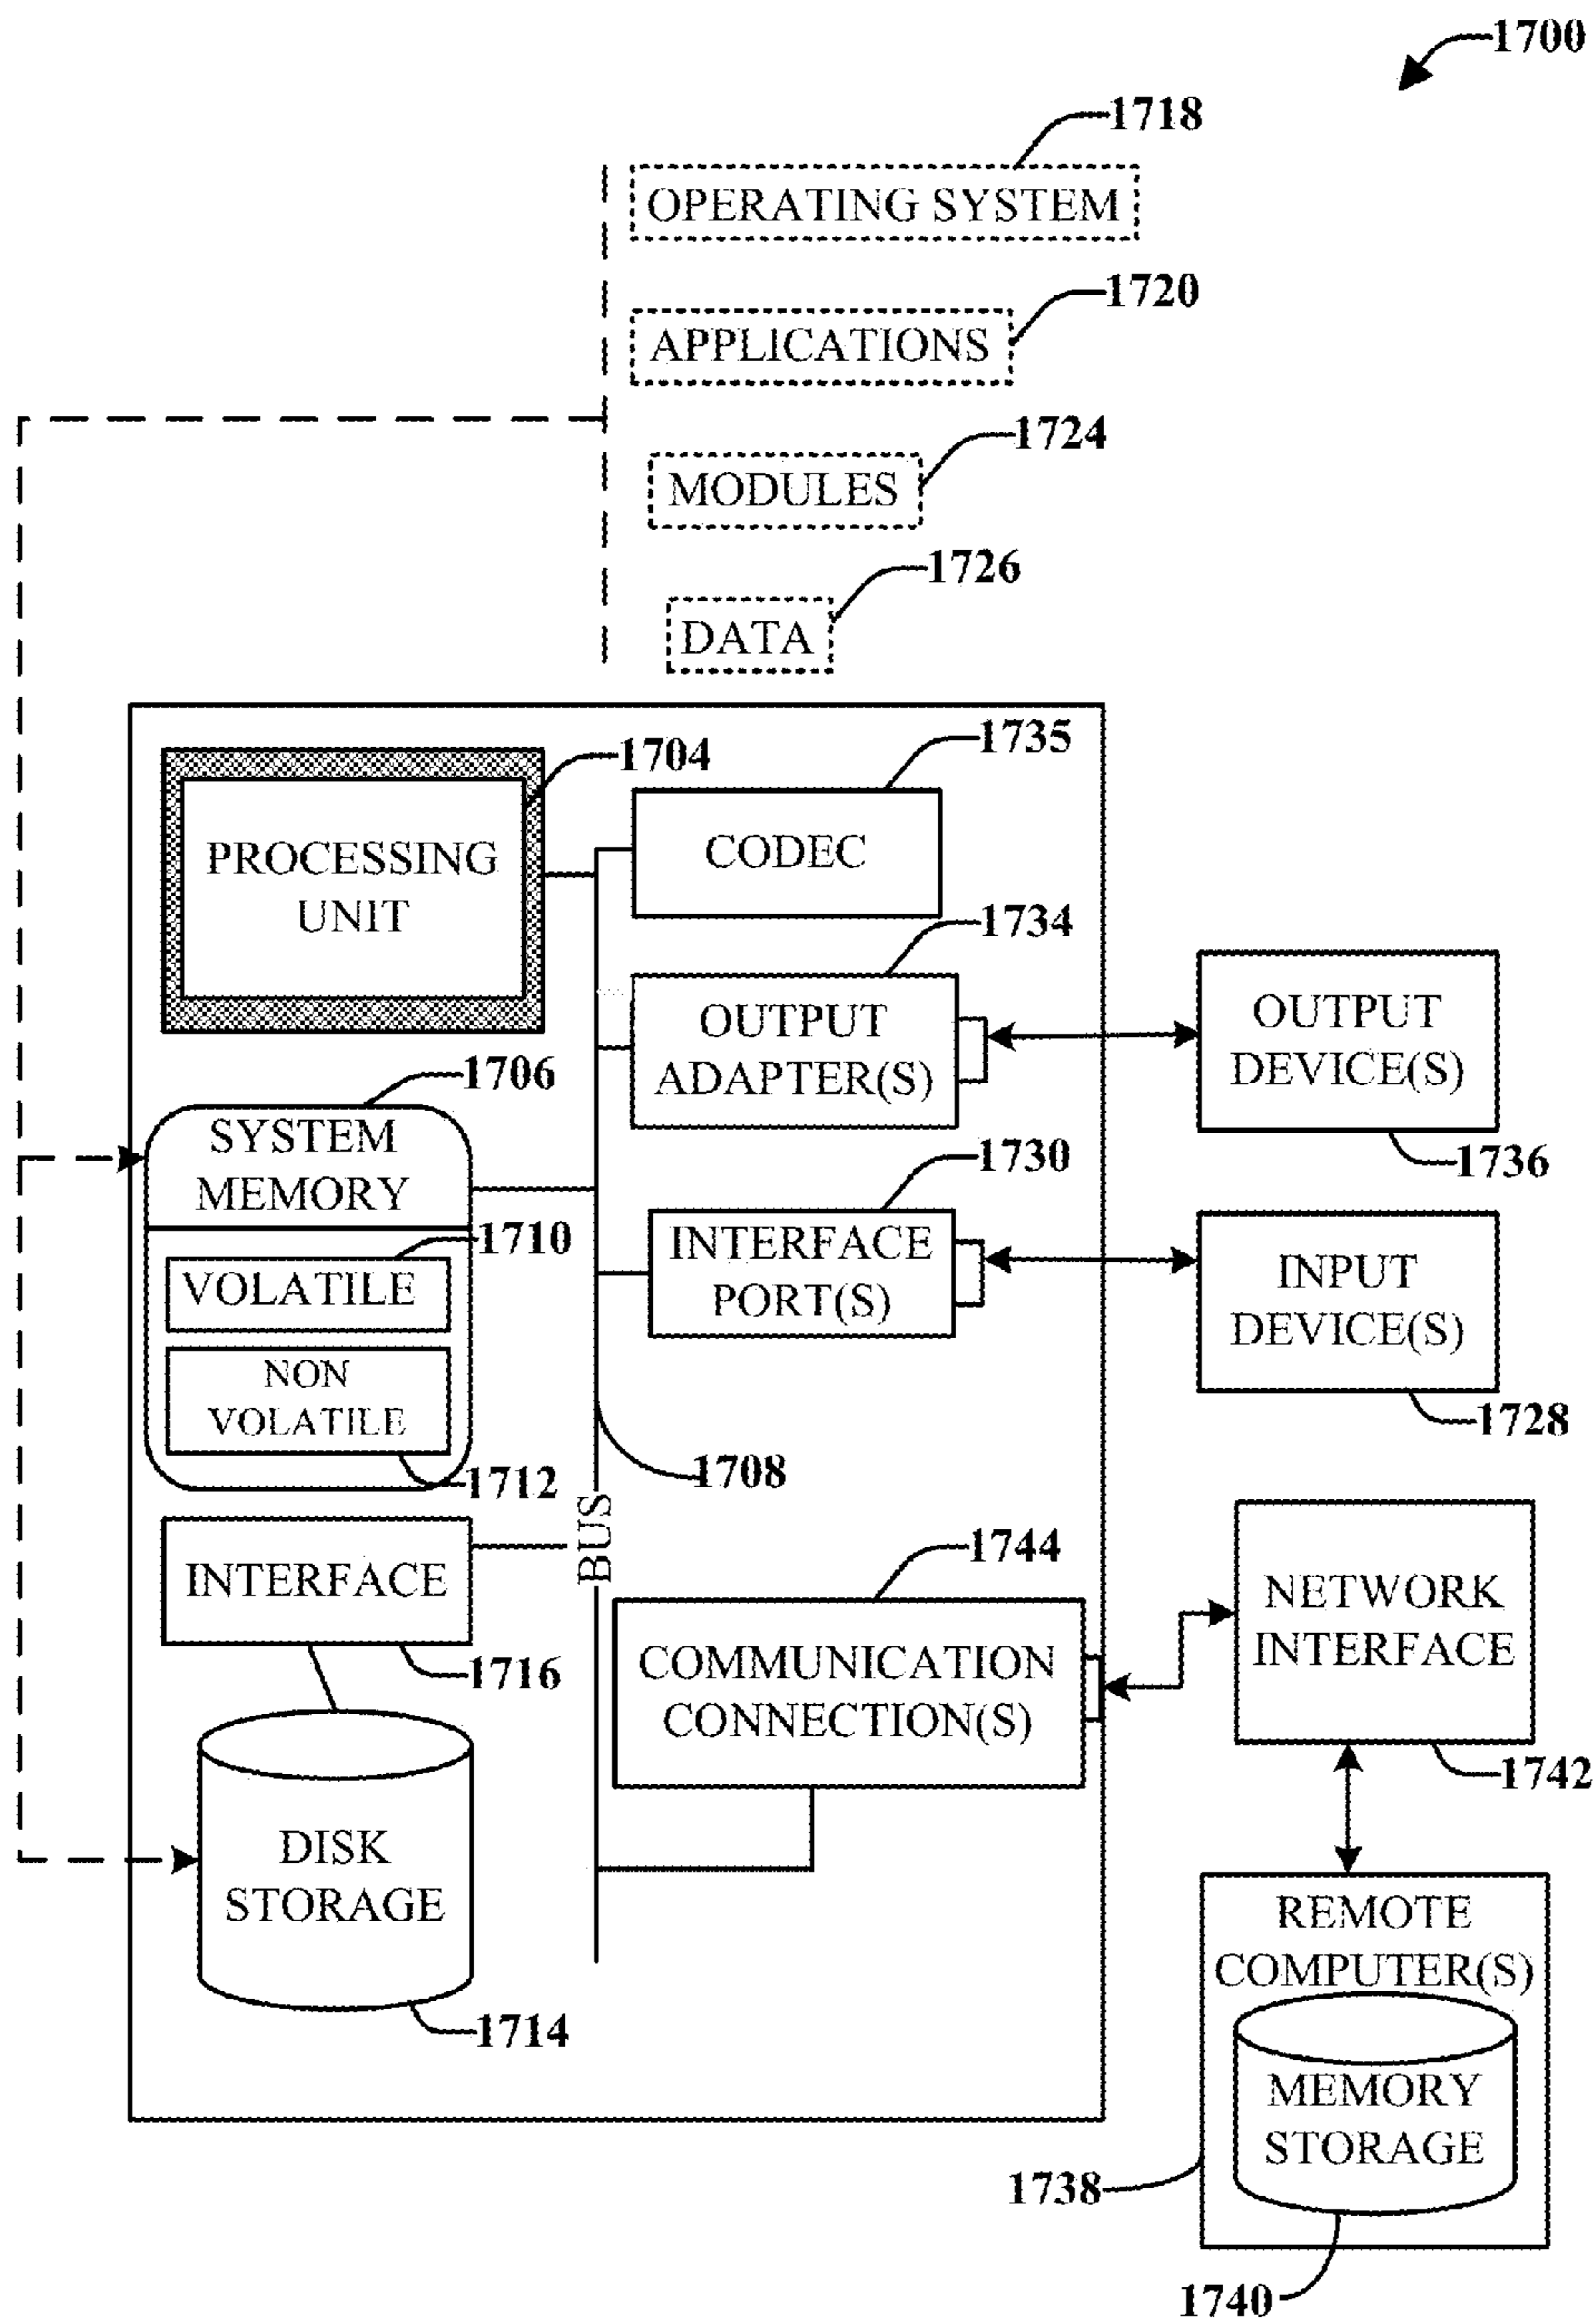 1700
1718
OPERATING SYSTEM
1720
APPLICATIONS
1724
MODULES
1726
DATA
1704
PROCESSING
UNIT
1735
CODEC
1734
OUTPUT
ADAPTER(S)
OUTPUT
DEVICE(S)
1736
1706
SYSTEM
MEMORY
1710
VOLATILE
NON
VOLATILE
1712
1730
INTERFACE
PORT(S)
INPUT
DEVICE(S)
1728
1708
BUS
INTERFACE
1716
1744
COMMUNICATION
CONNECTION(S)
NETWORK
INTERFACE
1742
DISK
STORAGE
1714
REMOTE
COMPUTER(S)
MEMORY
STORAGE
1738
1740